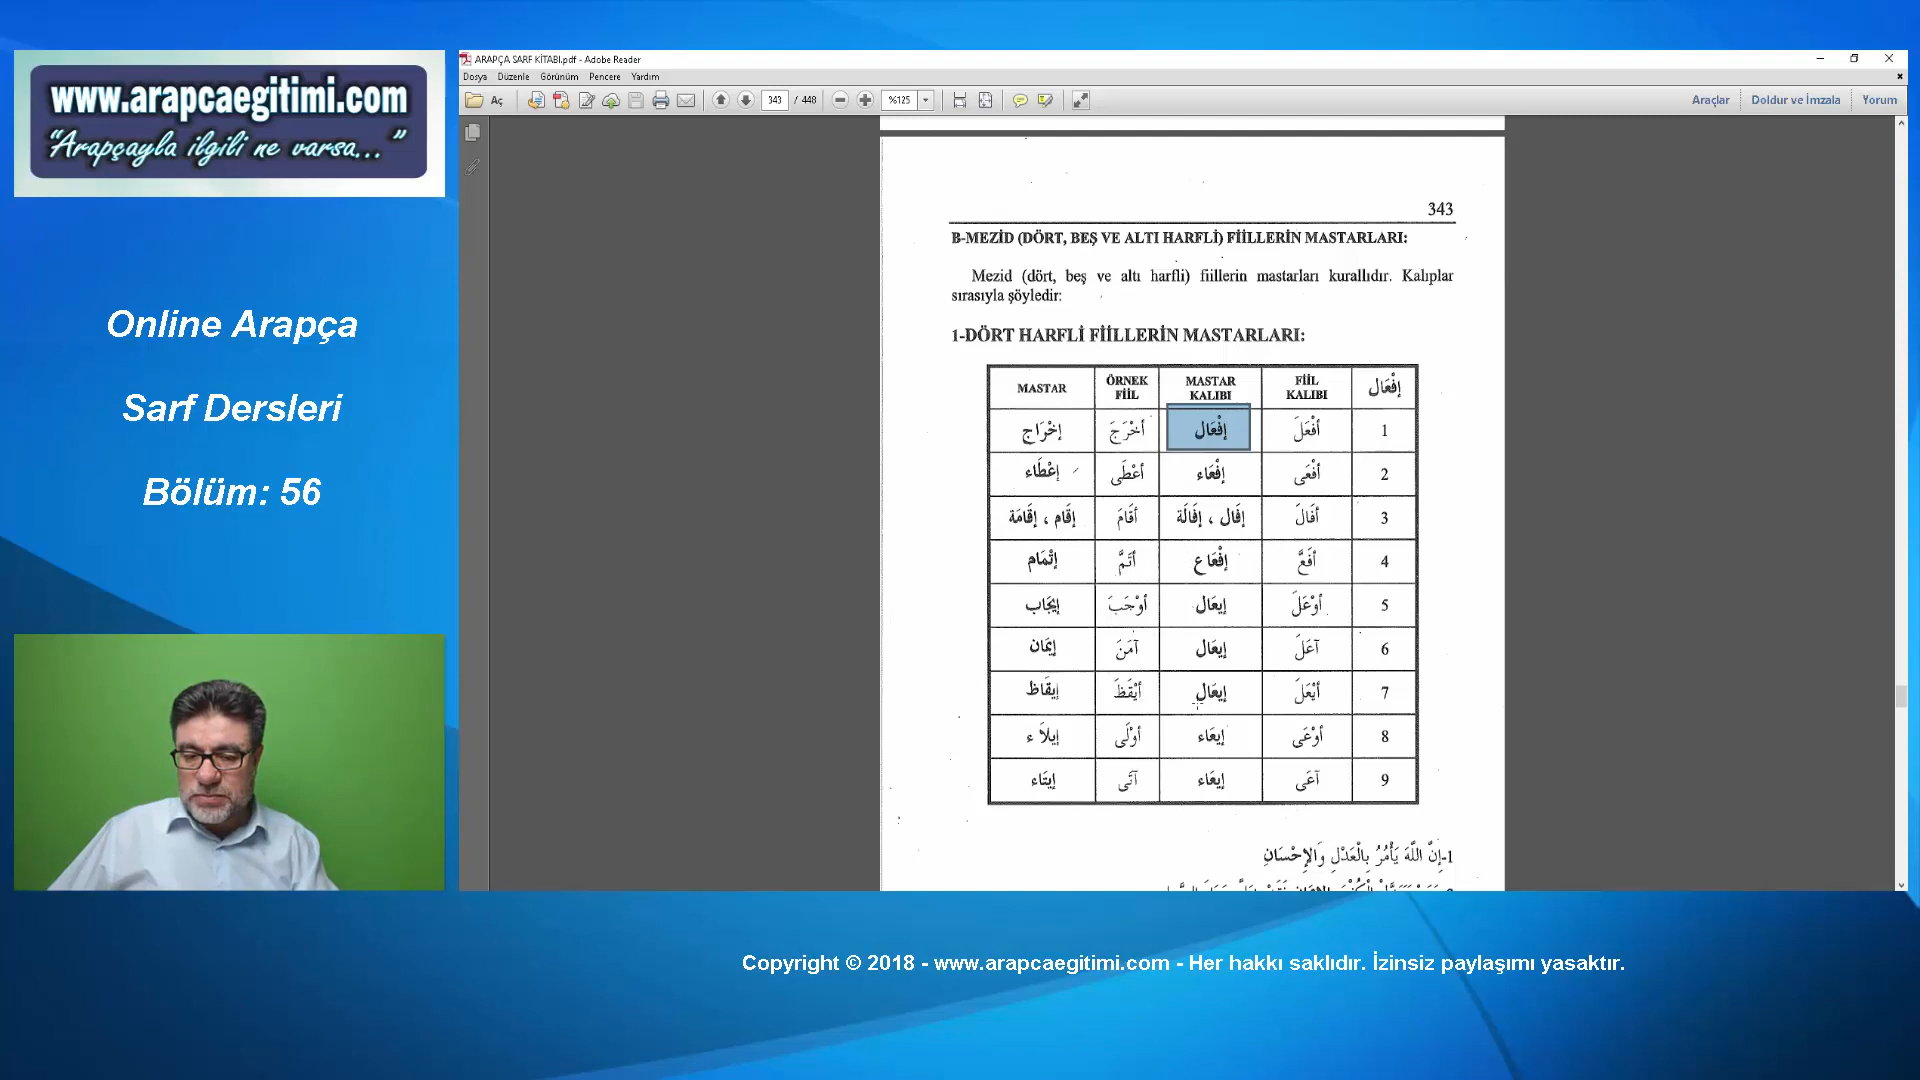 www.arapcaegitimi.com
“Arapçayla ilgili ne varsa...”
Online Arapça
Sarf Dersleri
Bölüm: 56
ARAPÇA SARF KİTABI.pdf - Adobe Reader
Dosya Düzenle Görünüm Pencere Yardım
Aç 343 / 448 %125 Araçlar Doldur ve İmzala Yorum
343
B-MEZİD (DÖRT, BEŞ VE ALTI HARFLİ) FİİLLERİN MASTARLARI:
Mezid (dört, beş ve altı harfli) fiillerin mastarları kurallıdır. Kalıplar
sırasıyla şöyledir:
1-DÖRT HARFLİ FİİLLERİN MASTARLARI:
MASTAR ÖRNEK FİİL MASTAR KALIBI FİİL KALIBI إِفْعَال
إِخْرَاج أَخْرَجَ إِفْعَال أَفْعَلَ 1
إِعْطَاء أَعْطَى إِفْعَاء أَفْعَى 2
إِقَام ، إِقَامَة أَقَامَ إِفَال ، إِفَالَة أَفَالَ 3
إِتْمَام أَتَمَّ إِفْعَاع أَفَعَّ 4
إِيجَاب أَوْجَبَ إِيعَال أَوْعَلَ 5
إِيمَان آمَنَ إِيعَال آعَلَ 6
إِيقَاظ أَيْقَظَ إِيعَال أَيْعَلَ 7
إِيلاَء أَوْلَى إِيعَاء أَوْعَى 8
إِيتَاء آتَى إِيعَاء آعَى 9
1-إِنَّ اللَّهَ يَأْمُرُ بِالْعَدْلِ وَالإِحْسَانِ
Copyright © 2018 - www.arapcaegitimi.com - Her hakkı saklıdır. İzinsiz paylaşımı yasaktır.